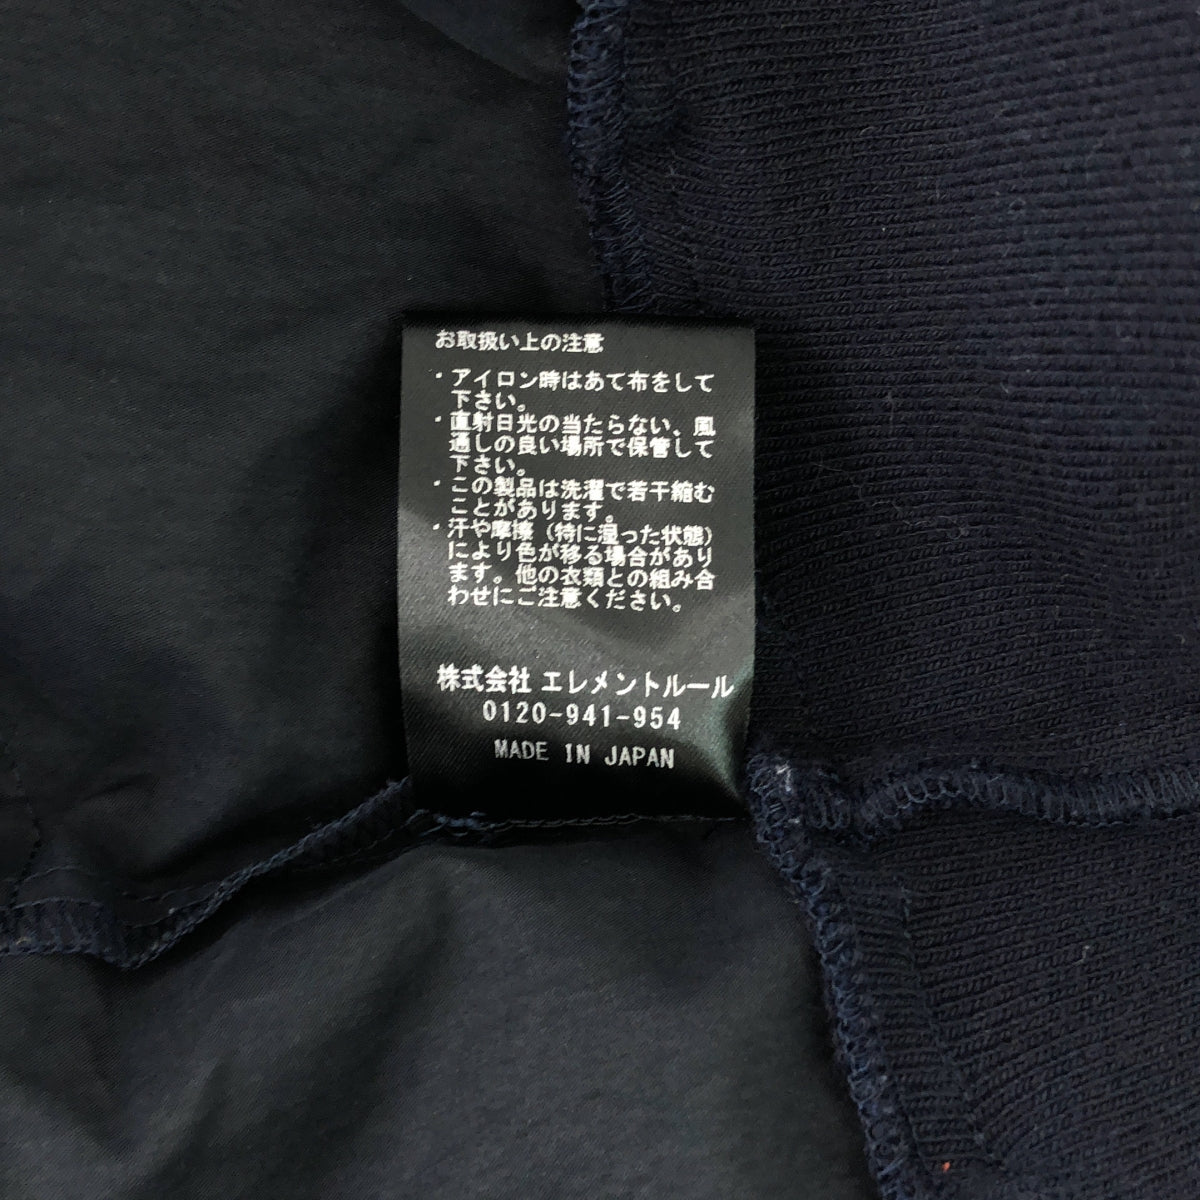 お取扱い上の注意
・アイロン時はあて布をして
下さい。
・直射日光の当たらない、風
通しの良い場所で保管して
下さい。
・この製品は洗濯で若干縮む
ことがあります。
・汗や摩擦（特に湿った状態）
により色が移る場合があり
ます。他の衣類との組み合
わせにご注意ください。
株式会社 エレメントルール
0120-941-954
MADE IN JAPAN